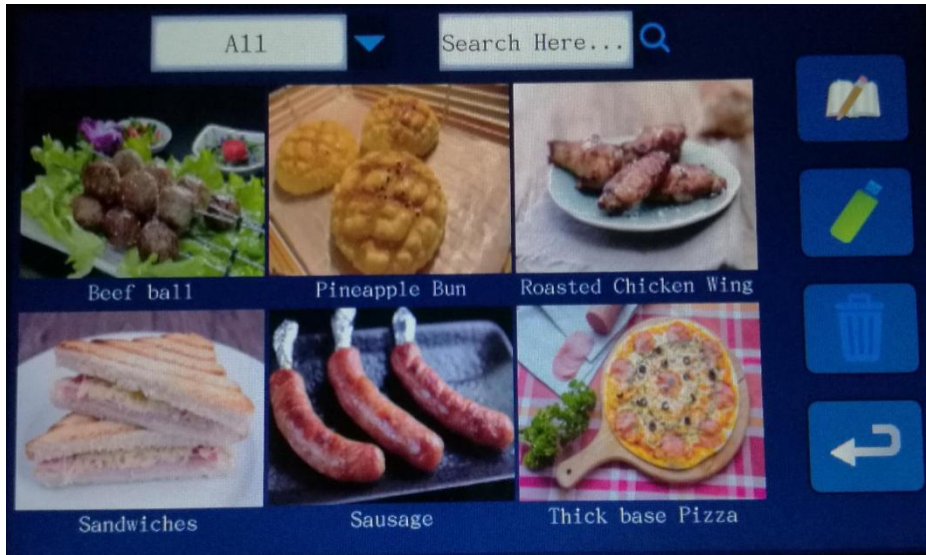 All
Search Here...
Beef ball
Pineapple Bun
Roasted Chicken Wing
Sandwiches
Sausage
Thick base Pizza